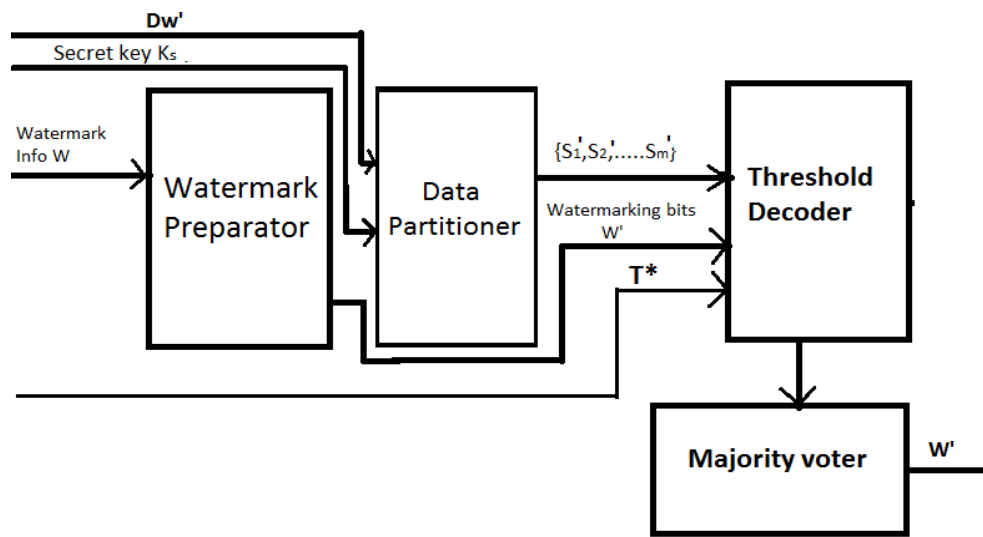 Dw'
Secret key Ks .
Watermark
Info W
Watermark
Preparator
Data
Partitioner
{S1',S2',.....Sm'}
Watermarking bits
W'
T*
Threshold
Decoder
Majority voter
W'